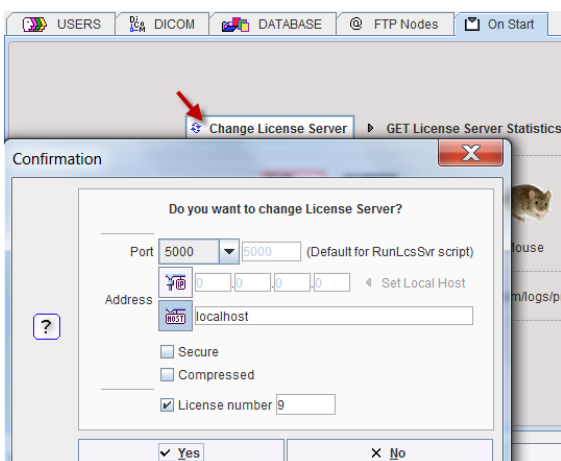 USERS DICOM DATABASE @ FTP Nodes On Start
Change License Server GET License Server Statistics
Confirmation X
Do you want to change License Server?
Port 5000 5000 (Default for RunLcsSvr script)
IP 0 .0 .0 .0 Set Local Host
Address
HOST localhost
?
Secure
Compressed
License number 9
Yes No
m/logs/p